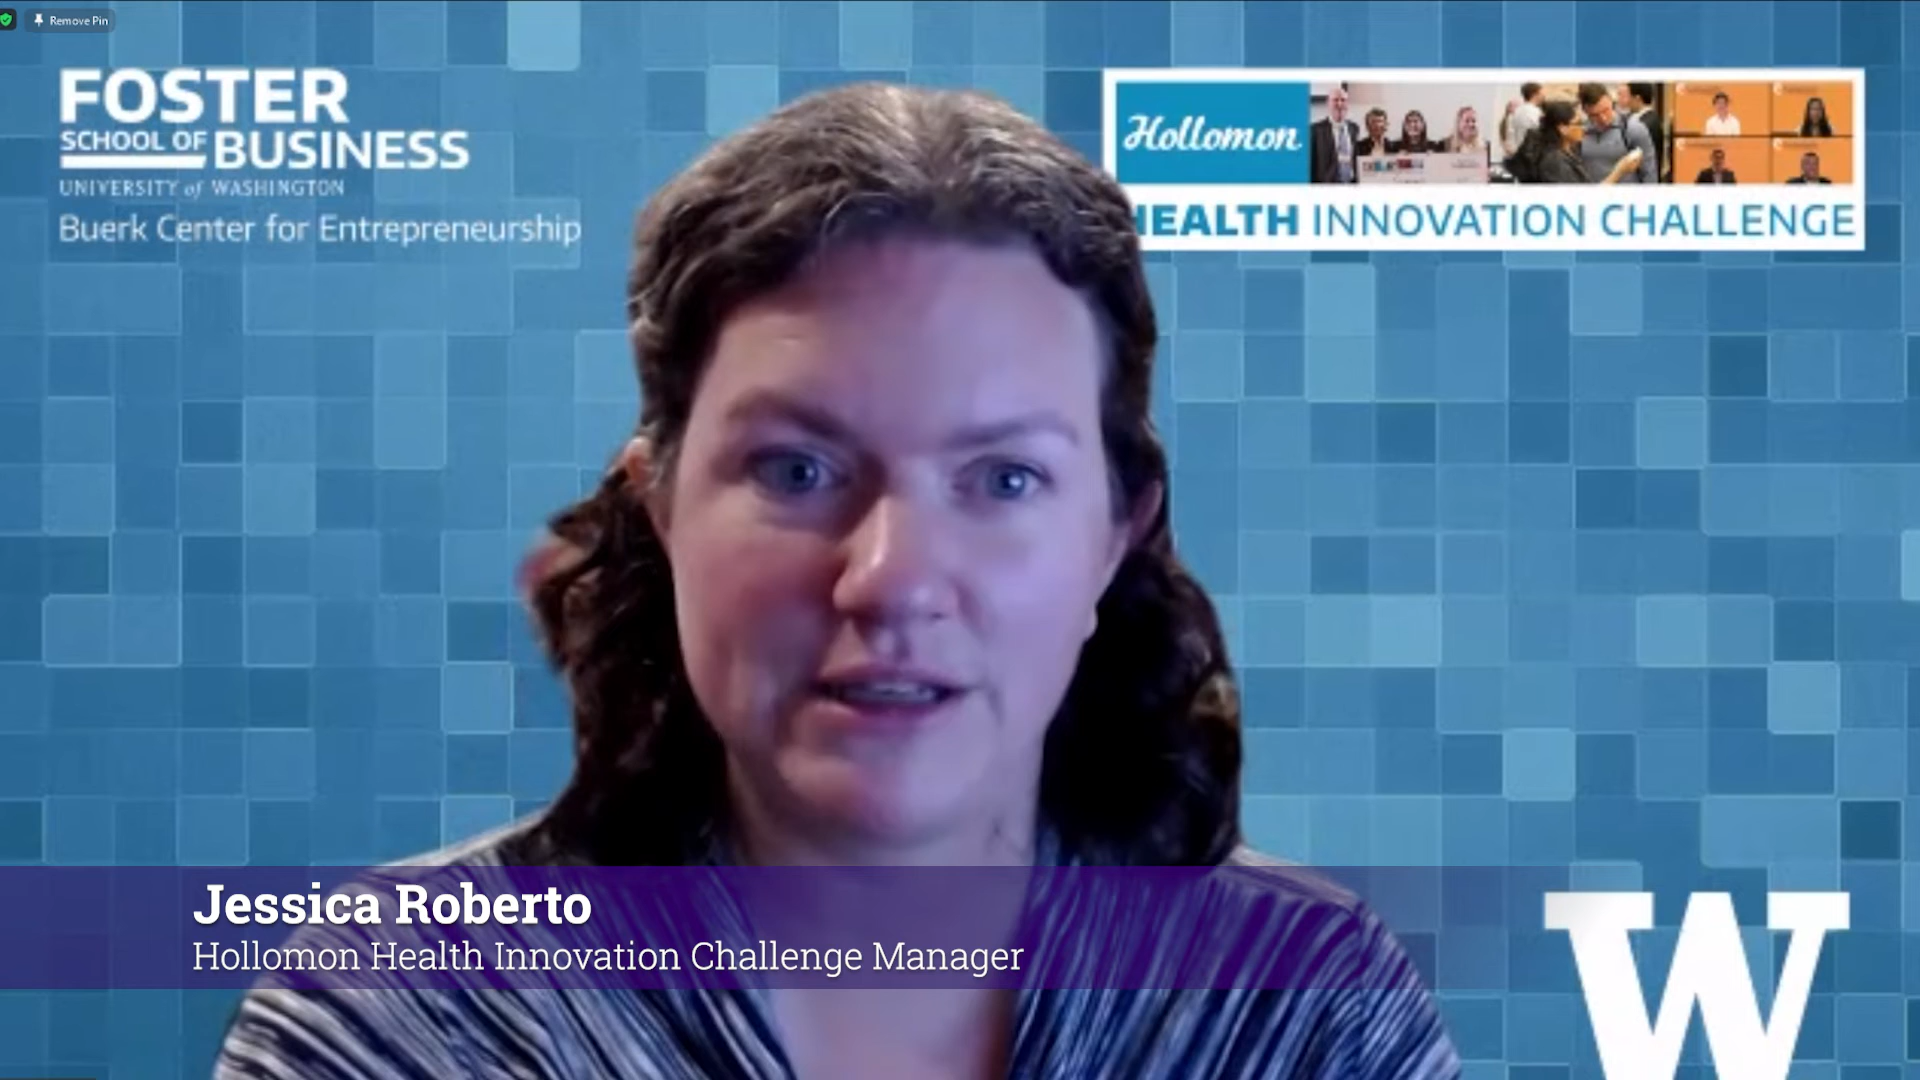 Remove Pin
FOSTER
SCHOOL OF BUSINESS
UNIVERSITY of WASHINGTON
Buerk Center for Entrepreneurship
Hollomon
HEALTH INNOVATION CHALLENGE
Jessica Roberto
Hollomon Health Innovation Challenge Manager
W